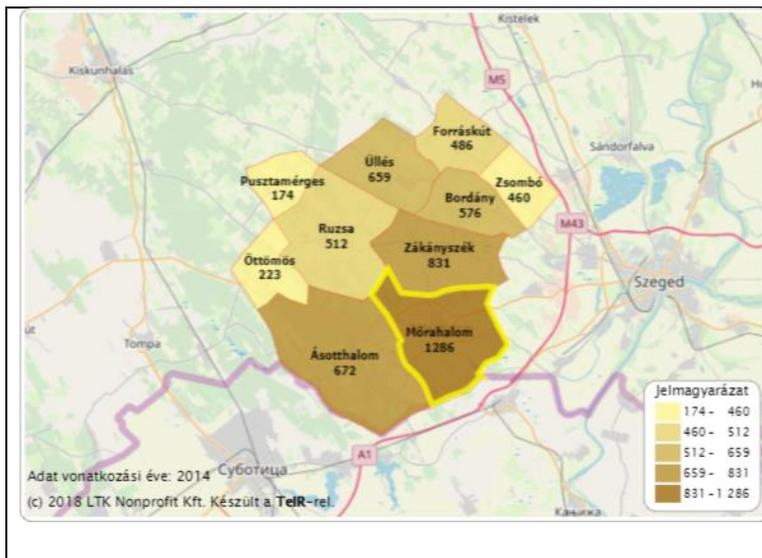 Kistelek
Kiskunhalas
M5
Forráskút
486
Sándorfalva
Üllés
659
Pusztamérges
174
Zsombó
460
Bordány
576
Ruzsa
512
M43
Zákányszék
831
Öttömös
223
Szeged
Mórahalom
1286
Ásotthalom
672
Tompa
Jelmagyarázat
174 - 460
460 - 512
512 - 659
659 - 831
831 - 1 286
A1
Суботица
Adat vonatkozási éve: 2014
(c) 2018 LTK Nonprofit Kft. Készült a TeIR-rel.
Кањижа